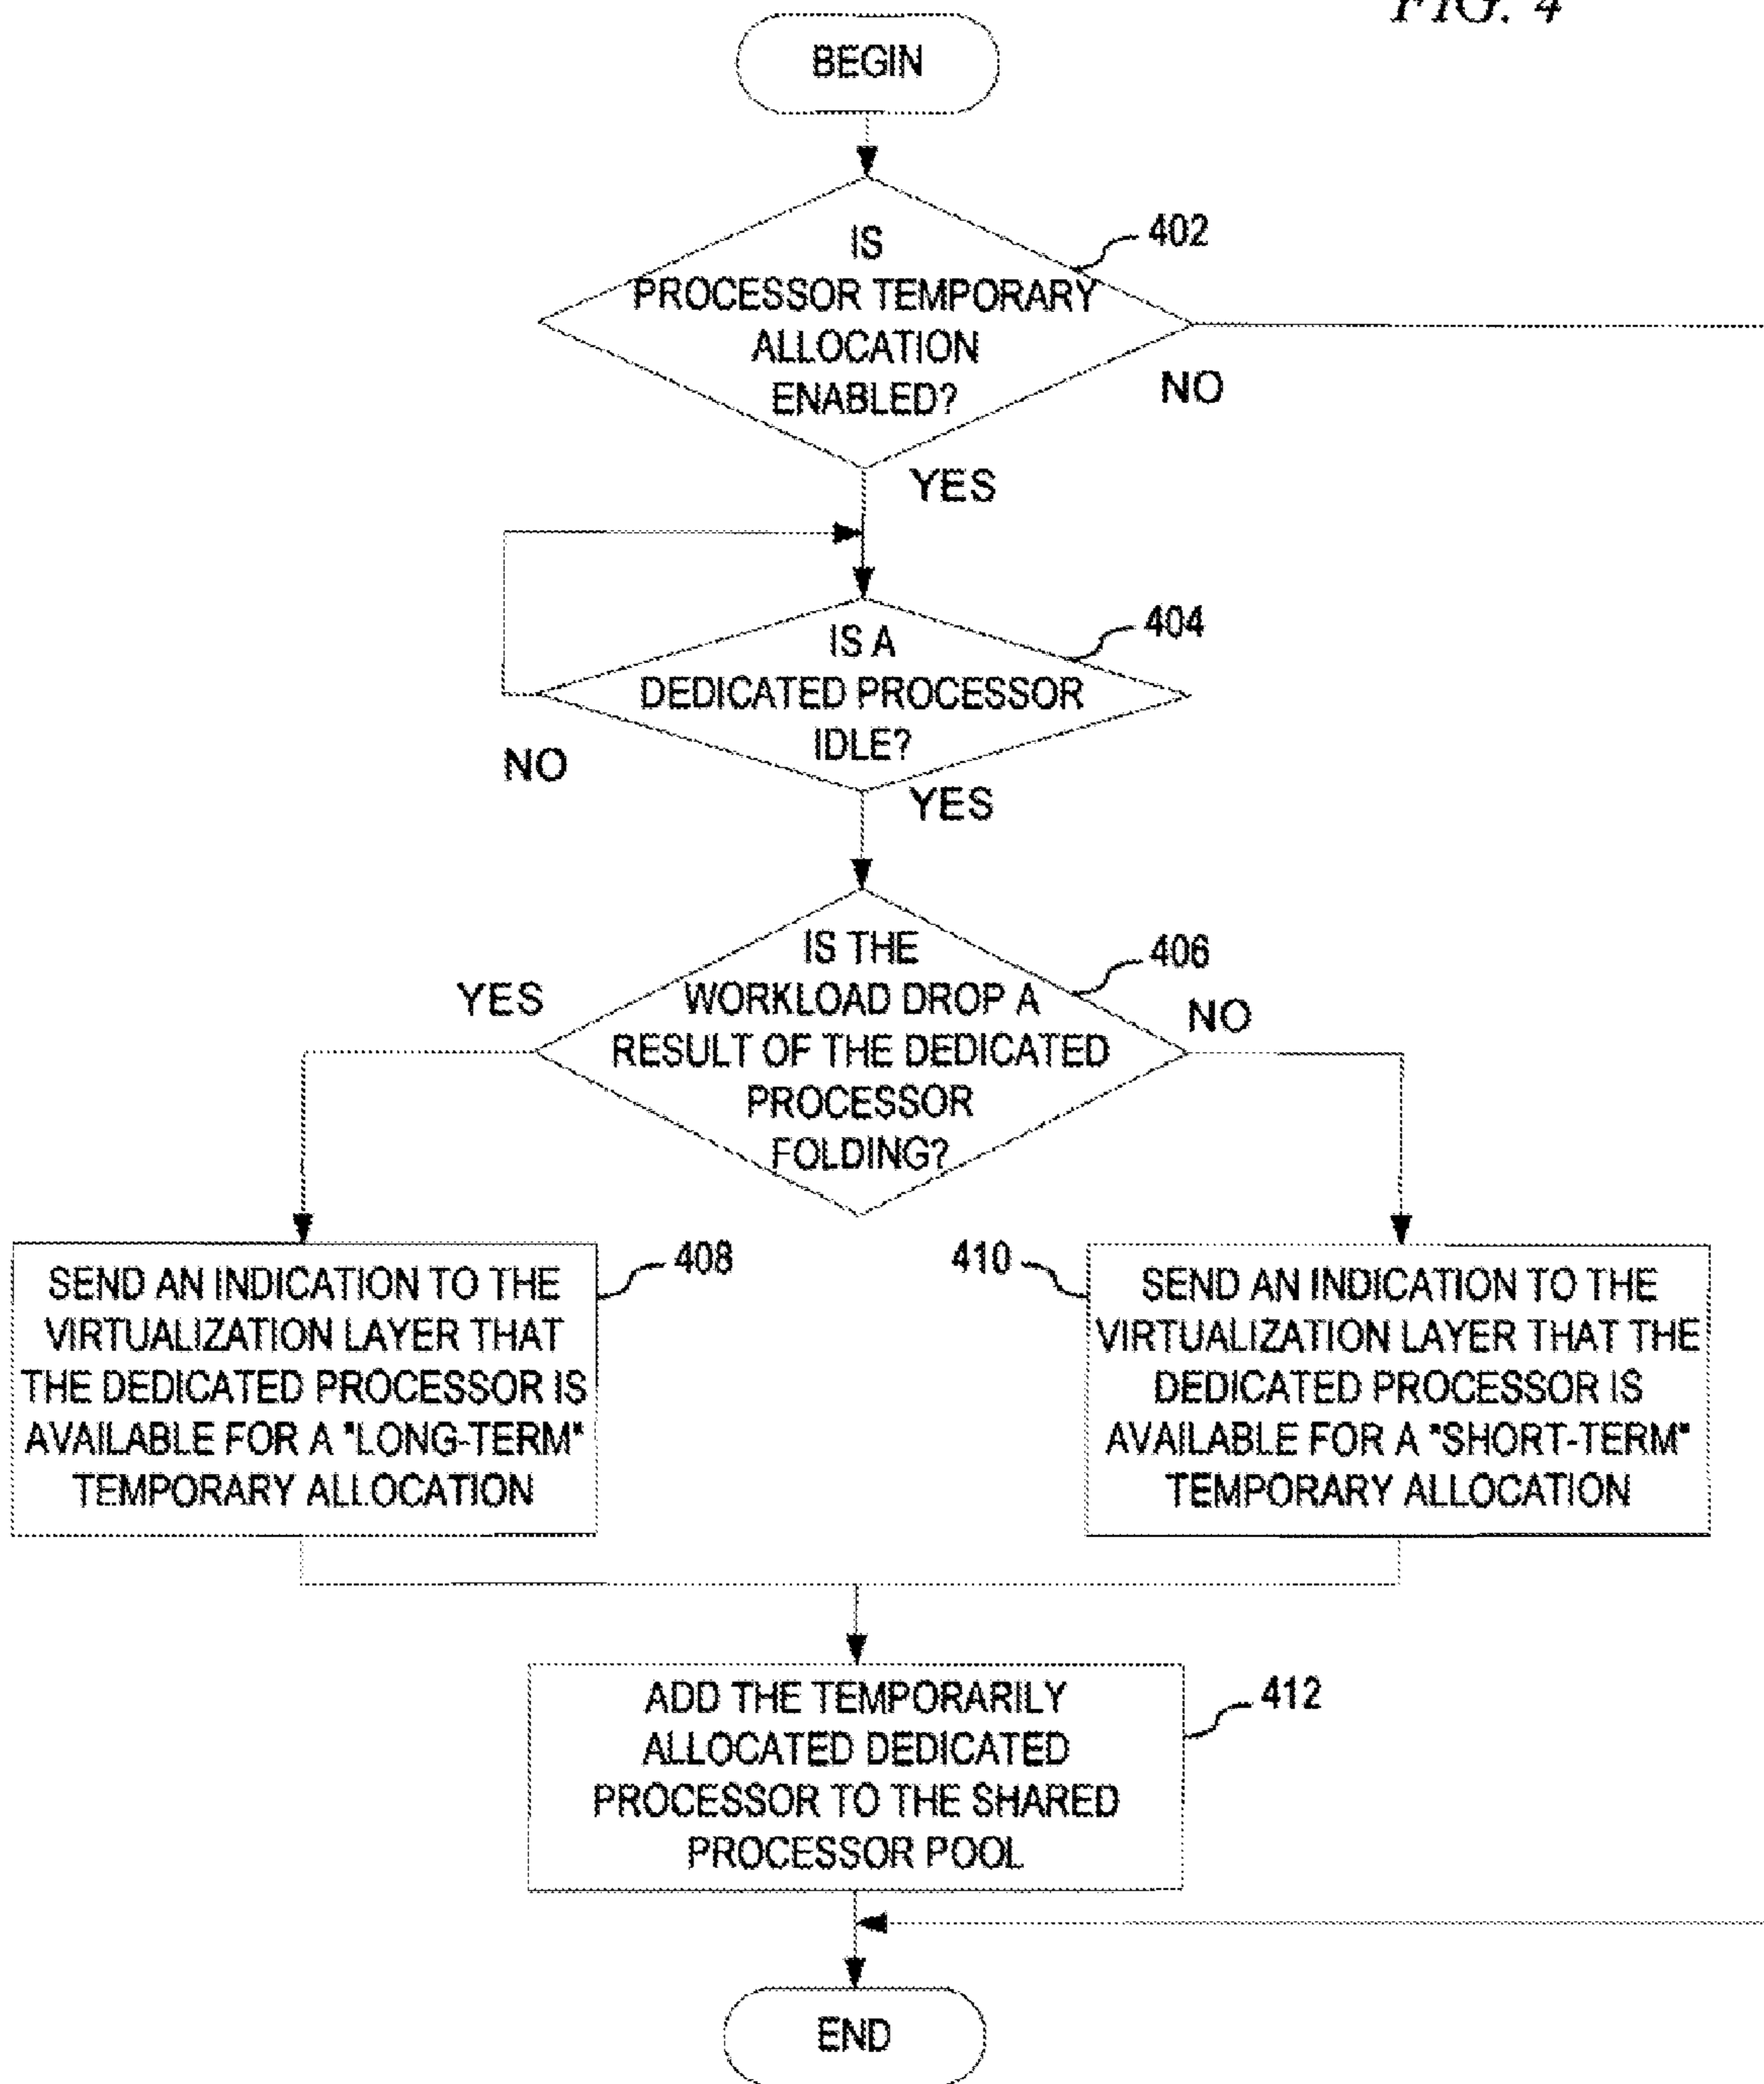 FIG. 4
BEGIN
IS
PROCESSOR TEMPORARY
ALLOCATION
ENABLED?
402
NO
YES
IS A
DEDICATED PROCESSOR
IDLE?
404
NO
YES
IS THE
WORKLOAD DROP A
RESULT OF THE DEDICATED
PROCESSOR
FOLDING?
406
YES
NO
SEND AN INDICATION TO THE
VIRTUALIZATION LAYER THAT
THE DEDICATED PROCESSOR IS
AVAILABLE FOR A "LONG-TERM"
TEMPORARY ALLOCATION
408
410
SEND AN INDICATION TO THE
VIRTUALIZATION LAYER THAT THE
DEDICATED PROCESSOR IS
AVAILABLE FOR A "SHORT-TERM"
TEMPORARY ALLOCATION
ADD THE TEMPORARILY
ALLOCATED DEDICATED
PROCESSOR TO THE SHARED
PROCESSOR POOL
412
END